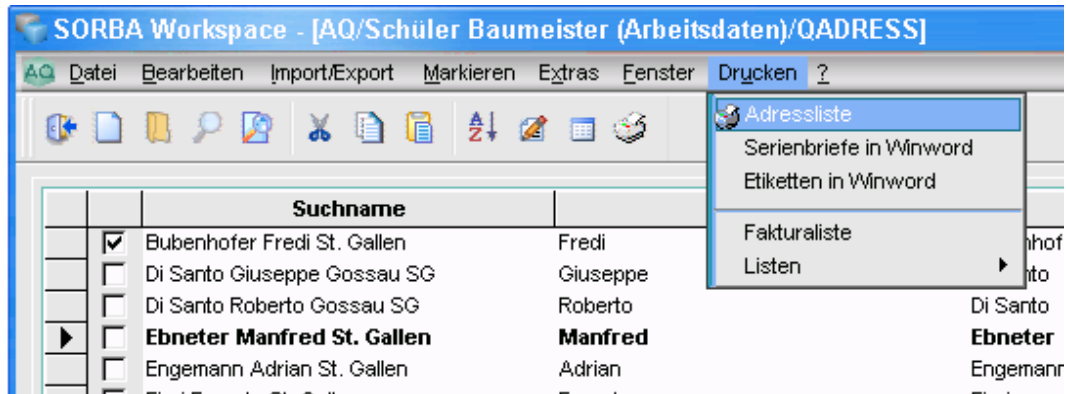 SORBA Workspace - [AQ/Schüler Baumeister (Arbeitsdaten)/QADRESS]
AQ Datei Bearbeiten Import/Export Markieren Extras Fenster Drucken ?
Adressliste
Serienbriefe in Winword
Etiketten in Winword
Fakturaliste
Listen
Suchname
Bubenhofer Fredi St. Gallen Fredi
Di Santo Giuseppe Gossau SG Giuseppe
Di Santo Roberto Gossau SG Roberto Di Santo
Ebneter Manfred St. Gallen Manfred Ebneter
Engemann Adrian St. Gallen Adrian Engemann